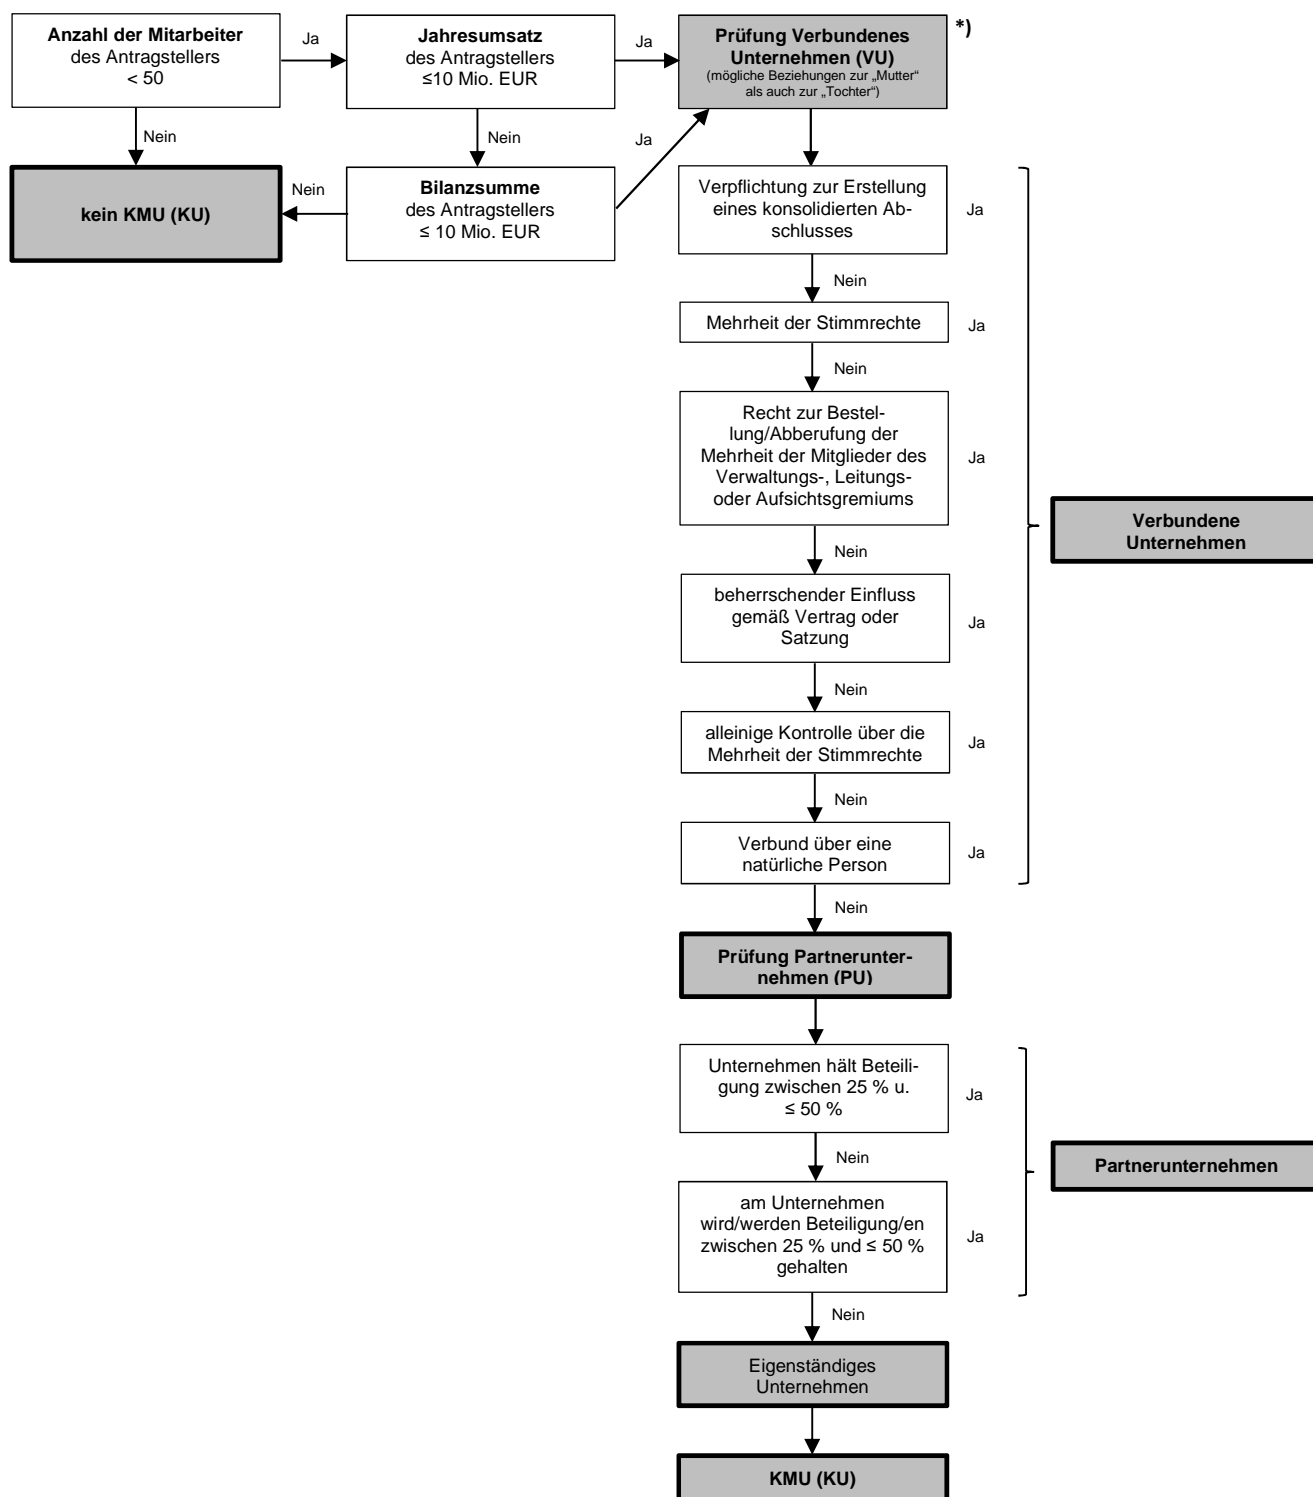 Anzahl der Mitarbeiter
des Antragstellers
< 50
Ja
Jahresumsatz
des Antragstellers
≤10 Mio. EUR
Ja
Prüfung Verbundenes
Unternehmen (VU)
(mögliche Beziehungen zur „Mutter“
als auch zur „Tochter“)
*)
Nein
Nein
Ja
kein KMU (KU)
Nein
Bilanzsumme
des Antragstellers
≤ 10 Mio. EUR
Verpflichtung zur Erstellung
eines konsolidierten Ab-
schlusses
Ja
Nein
Mehrheit der Stimmrechte
Ja
Nein
Recht zur Bestel-
lung/Abberufung der
Mehrheit der Mitglieder des
Verwaltungs-, Leitungs-
oder Aufsichtsgremiums
Ja
Verbundene
Unternehmen
Nein
beherrschender Einfluss
gemäß Vertrag oder
Satzung
Ja
Nein
alleinige Kontrolle über die
Mehrheit der Stimmrechte
Ja
Nein
Verbund über eine
natürliche Person
Ja
Nein
Prüfung Partnerunter-
nehmen (PU)
Unternehmen hält Beteili-
gung zwischen 25 % u.
≤ 50 %
Ja
Nein
Partnerunternehmen
am Unternehmen
wird/werden Beteiligung/en
zwischen 25 % und ≤ 50 %
gehalten
Ja
Nein
Eigenständiges
Unternehmen
KMU (KU)